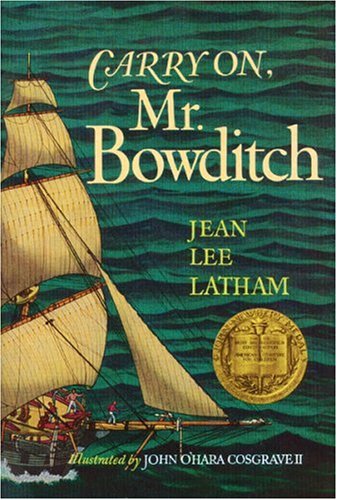 CARRY ON,
Mr.
Bowditch
JEAN
LEE
LATHAM
Illustrated by JOHN O'HARA COSGRAVE II